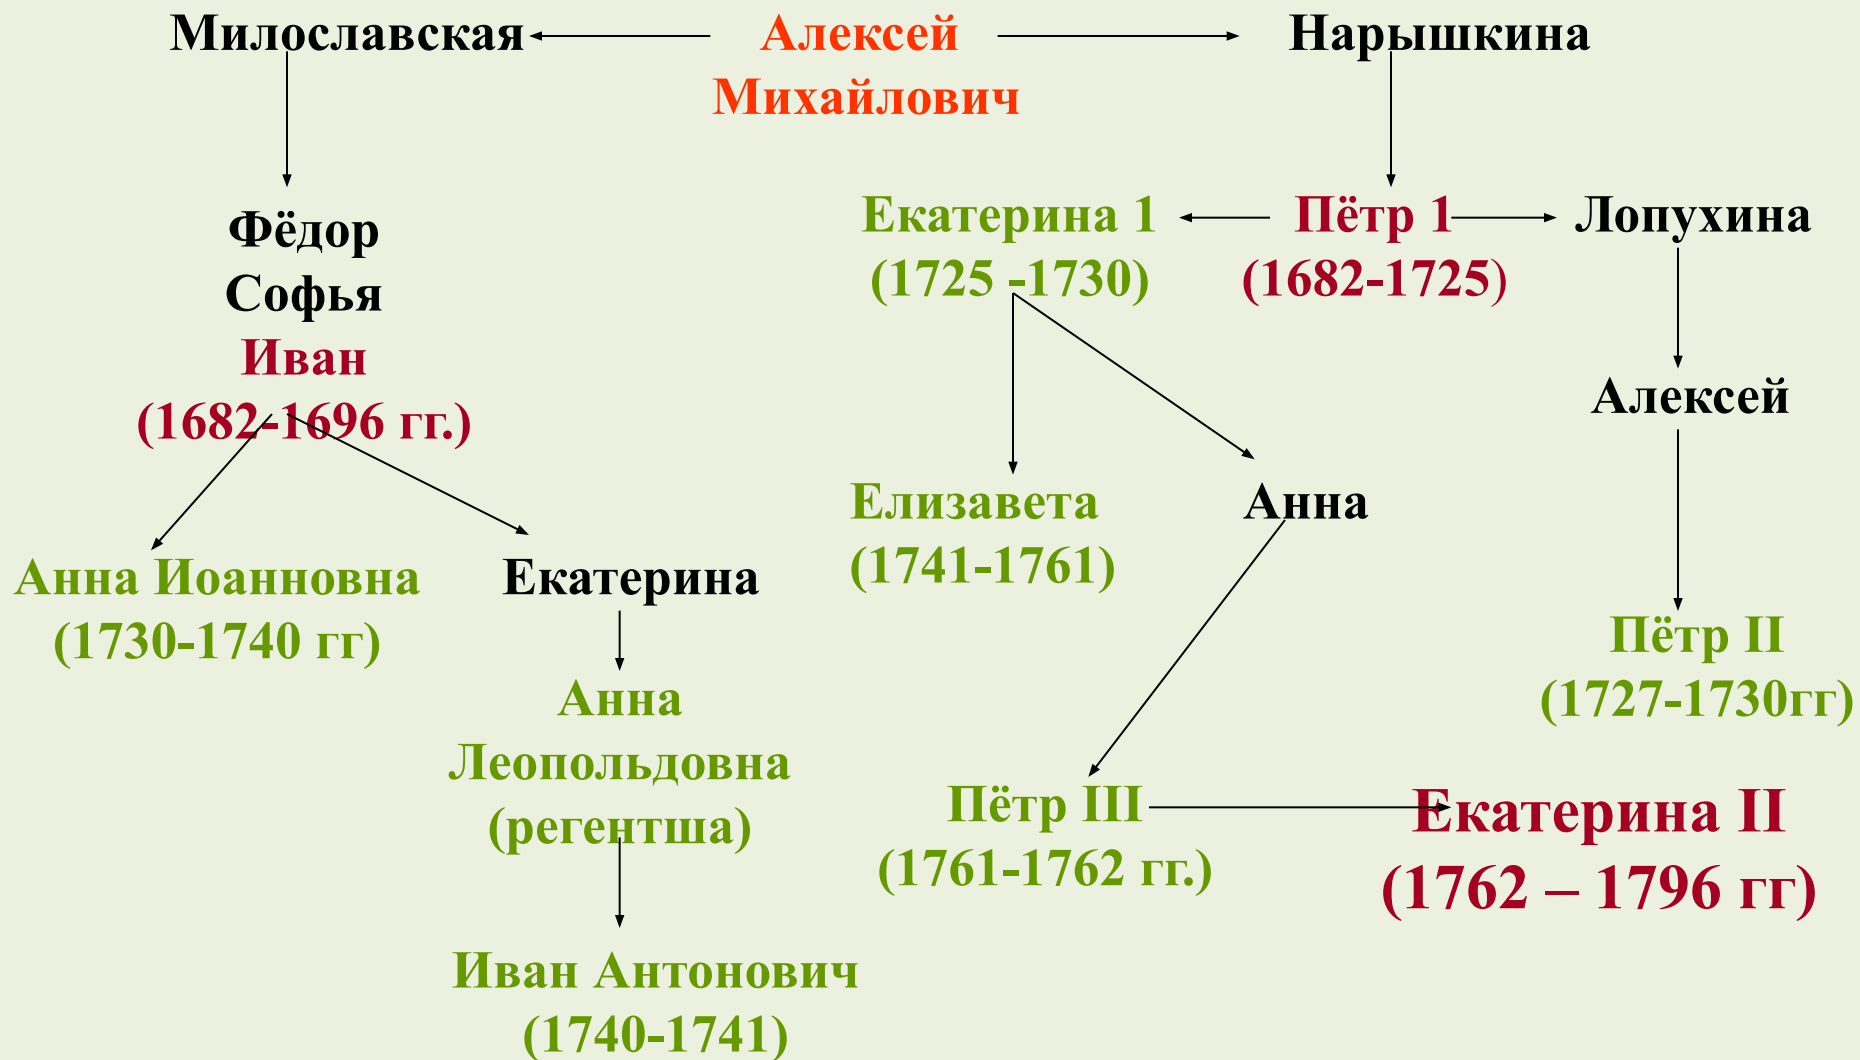 Милославская
Алексей
Михайлович
Нарышкина
Фёдор
Софья
Иван
(1682-1696 гг.)
Екатерина 1
(1725 -1730)
Пётр 1
(1682-1725)
Лопухина
Алексей
Елизавета
(1741-1761)
Анна
Анна Иоанновна
(1730-1740 гг)
Екатерина
Пётр II
(1727-1730гг)
Анна
Леопольдовна
(регентша)
Пётр III
(1761-1762 гг.)
Екатерина II
(1762 – 1796 гг)
Иван Антонович
(1740-1741)